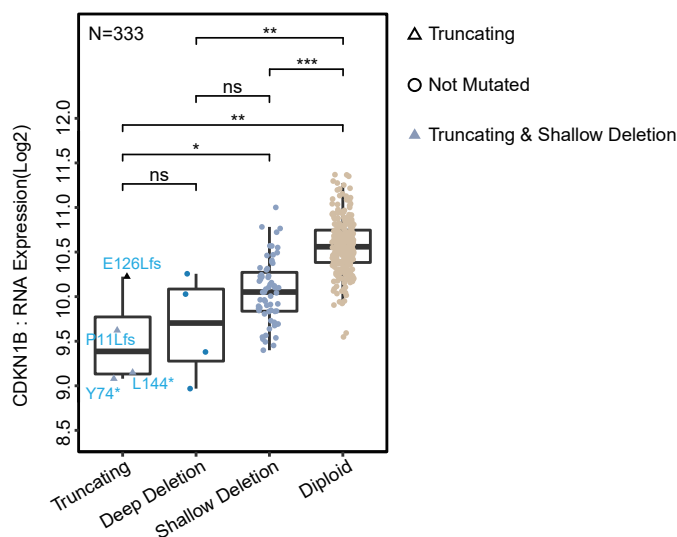 N=333
**
***
ns
**
*
ns
Truncating
Not Mutated
Truncating & Shallow Deletion
CDKN1B : RNA Expression(Log2)
12.0
11.5
11.0
10.5
10.0
9.5
9.0
8.5
E126Lfs
P11Lfs
L144*
Y74*
Truncating
Deep Deletion
Shallow Deletion
Diploid